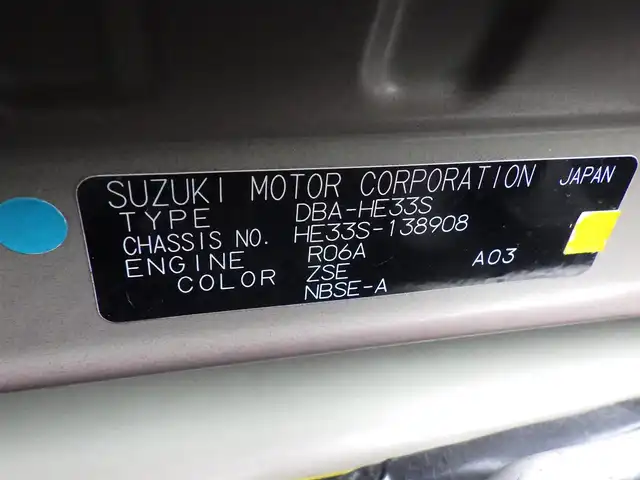 SUZUKI MOTOR CORPORATION JAPAN
TYPE DBA-HE33S
CHASSIS NO. HE33S-138908
ENGINE R06A A03
COLOR ZSE
NBSE-A